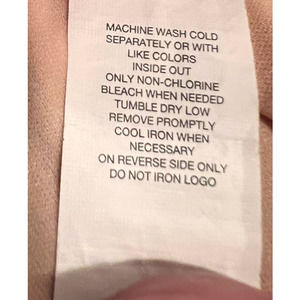 MACHINE WASH COLD
SEPARATELY OR WITH
LIKE COLORS
INSIDE OUT
ONLY NON-CHLORINE
BLEACH WHEN NEEDED
TUMBLE DRY LOW
REMOVE PROMPTLY
COOL IRON WHEN
NECESSARY
ON REVERSE SIDE ONLY
DO NOT IRON LOGO